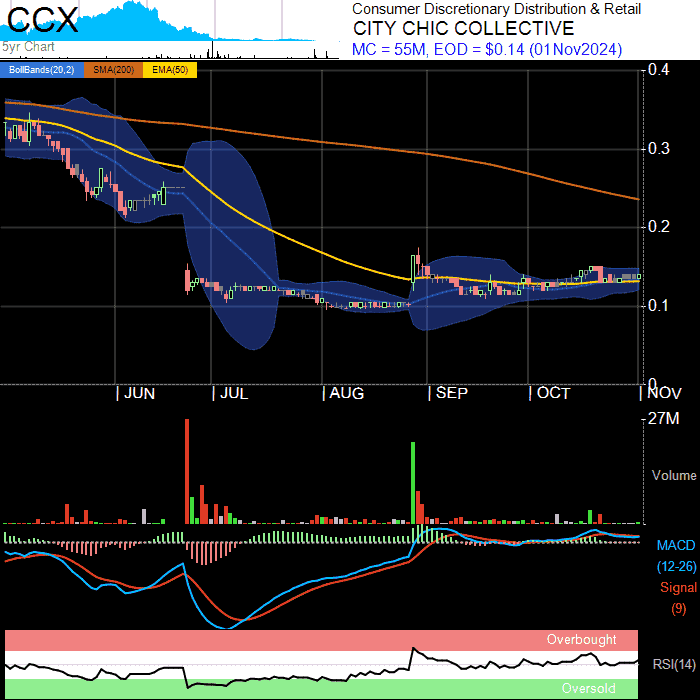 CCX
5yr Chart
Consumer Discretionary Distribution & Retail
CITY CHIC COLLECTIVE
MC = 55M, EOD = $0.14 (01Nov2024)
BollBands(20,2) SMA(200) EMA(50)
0.4
0.3
0.2
0.1
0
JUN JUL AUG SEP OCT NOV
27M
Volume
MACD
(12-26)
Signal
(9)
Overbought
RSI(14)
Oversold